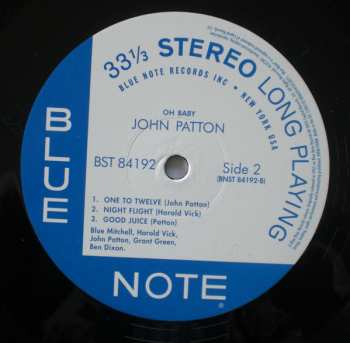 33⅓ STEREO LONG PLAYING
BLUE NOTE RECORDS INC • NEW YORK USA
OH BABY
JOHN PATTON
BST 84192
Side 2
(BNST 84192-B)
1. ONE TO TWELVE (John Patton)
2. NIGHT FLIGHT (Harold Vick)
3. GOOD JUICE (Patton)
Blue Mitchell, Harold Vick,
John Patton, Grant Green,
Ben Dixon.
BLUE
NOTE®